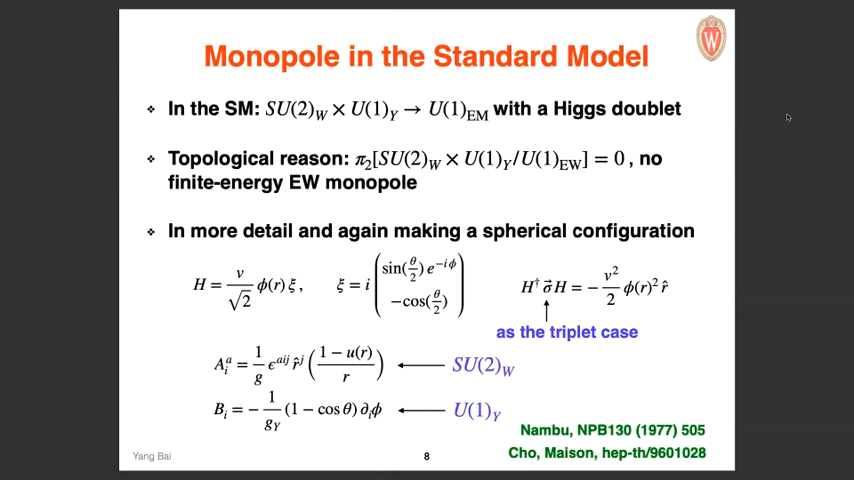 W
Monopole in the Standard Model
❖ In the SM: SU(2)_W × U(1)_Y → U(1)_EM with a Higgs doublet
❖ Topological reason: π₂[SU(2)_W × U(1)_Y/U(1)_EW] = 0 , no
finite-energy EW monopole
❖ In more detail and again making a spherical configuration
H = v/√2 ϕ(r) ξ , ξ = i ( sin(θ/2) e^{−iϕ} −cos(θ/2) ) H† σ⃗ H = − v²/2 ϕ(r)² r̂
as the triplet case
A_i^a = 1/g ϵ^{aij} r̂^j ( (1 − u(r))/r ) ← SU(2)_W
B_i = − 1/g_Y (1 − cos θ) ∂_i ϕ ← U(1)_Y
Nambu, NPB130 (1977) 505
Cho, Maison, hep-th/9601028
Yang Bai
8